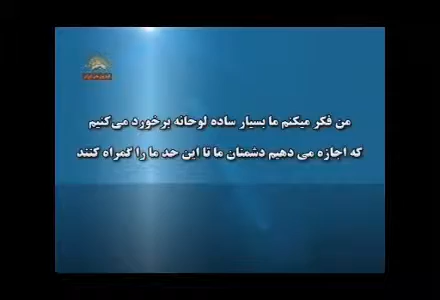 من فکر میکنم ما بسیار ساده لوحانه برخورد می‌کنیم
که اجازه می دهیم دشمنان ما تا این حد ما را گمراه کنند